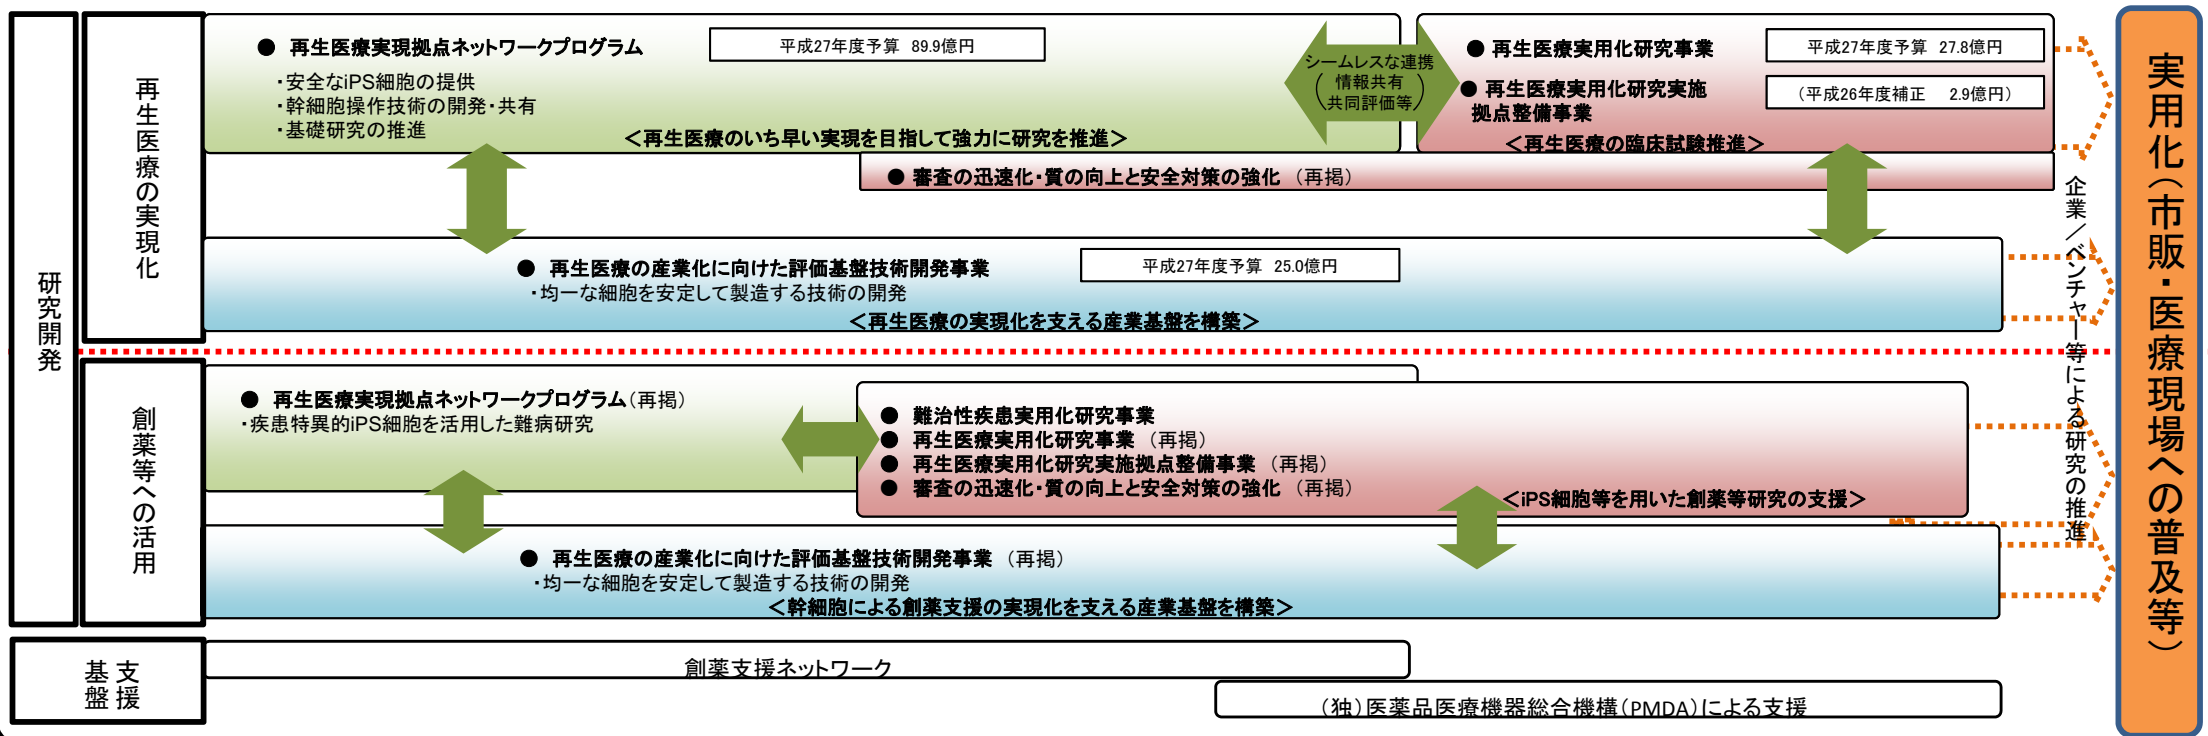 研究開発
再生医療の実現化
● 再生医療実現拠点ネットワークプログラム
平成27年度予算 89.9億円
・安全なiPS細胞の提供
・幹細胞操作技術の開発・共有
・基礎研究の推進
＜再生医療のいち早い実現を目指して強力に研究を推進＞
シームレスな連携
（情報共有
共同評価等）
● 再生医療実用化研究事業
平成27年度予算 27.8億円
● 再生医療実用化研究実施
拠点整備事業
（平成26年度補正 2.9億円）
＜再生医療の臨床試験推進＞
● 審査の迅速化・質の向上と安全対策の強化 （再掲）
● 再生医療の産業化に向けた評価基盤技術開発事業
平成27年度予算 25.0億円
・均一な細胞を安定して製造する技術の開発
＜再生医療の実現化を支える産業基盤を構築＞
創薬等への活用
● 再生医療実現拠点ネットワークプログラム（再掲）
・疾患特異的iPS細胞を活用した難病研究
● 難治性疾患実用化研究事業
● 再生医療実用化研究事業 （再掲）
● 再生医療実用化研究実施拠点整備事業 （再掲）
● 審査の迅速化・質の向上と安全対策の強化 （再掲）
＜iPS細胞等を用いた創薬等研究の支援＞
● 再生医療の産業化に向けた評価基盤技術開発事業 （再掲）
・均一な細胞を安定して製造する技術の開発
＜幹細胞による創薬支援の実現化を支える産業基盤を構築＞
企業／ベンチャー等による研究の推進
実用化（市販・医療現場への普及等）
支援
基盤
創薬支援ネットワーク
（独）医薬品医療機器総合機構（PMDA）による支援